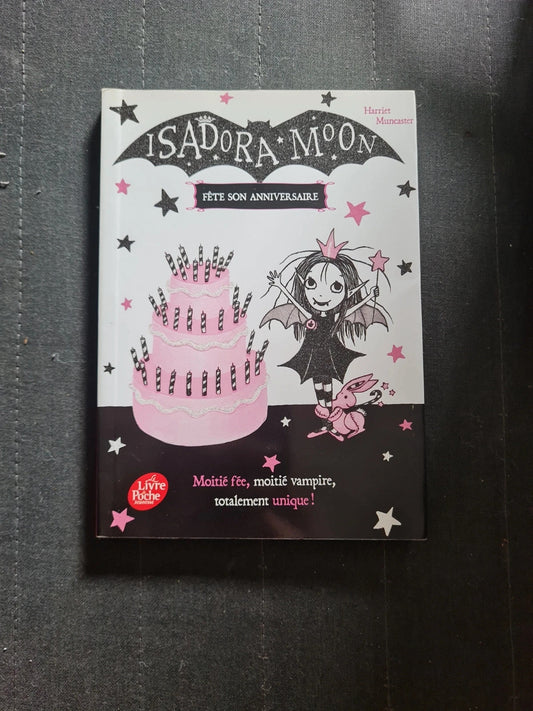 Harriet
Muncaster
ISADORA MOON
FÊTE SON ANNIVERSAIRE
Moitié fée, moitié vampire,
totalement unique !
Le
Livre
de
Poche
Jeunesse